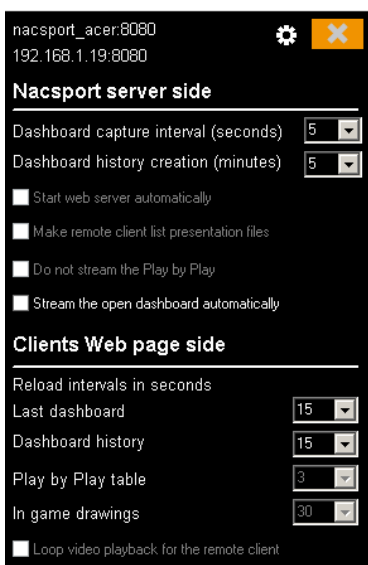 nacsport_acer:8080
192.168.1.19:8080
Nacsport server side
Dashboard capture interval (seconds) 5
Dashboard history creation (minutes) 5
Start web server automatically
Make remote client list presentation files
Do not stream the Play by Play
Stream the open dashboard automatically
Clients Web page side
Reload intervals in seconds
Last dashboard 15
Dashboard history 15
Play by Play table 3
In game drawings 30
Loop video playback for the remote client